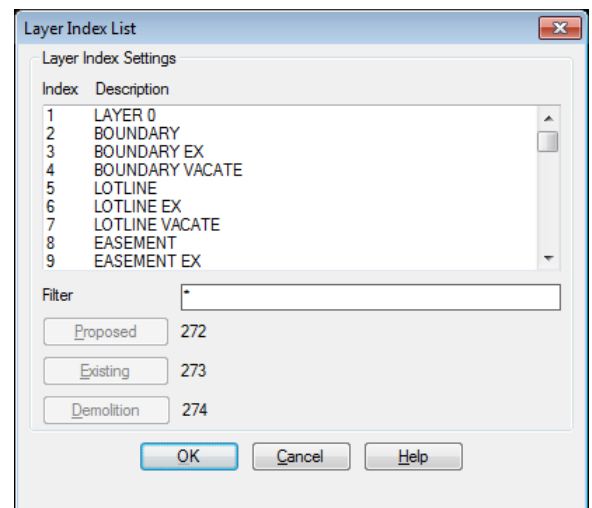 Layer Index List
Layer Index Settings
Index Description
1 LAYER 0
2 BOUNDARY
3 BOUNDARY EX
4 BOUNDARY VACATE
5 LOTLINE
6 LOTLINE EX
7 LOTLINE VACATE
8 EASEMENT
9 EASEMENT EX
Filter *
Proposed 272
Existing 273
Demolition 274
OK Cancel Help